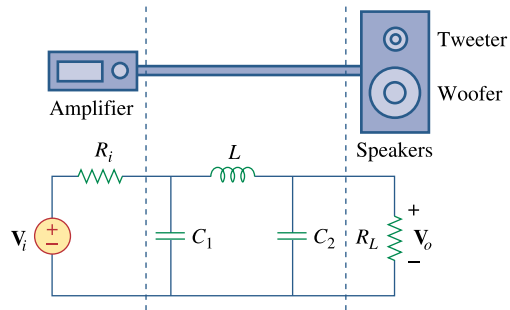 Tweeter
Woofer
Amplifier
Speakers
R_i
L
V_i
+
−
C_1
C_2
R_L
+
V_o
−